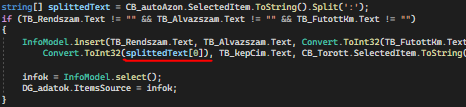 string[] splittedText = CB_autoAzon.SelectedItem.ToString().Split(':');
if (TB_Rendszam.Text != "" && TB_Alvazszam.Text != "" && TB_FutottKm.Text != "")
{
InfoModel.insert(TB_Rendszam.Text, TB_Alvazszam.Text, Convert.ToInt32(TB_FutottKm.Text
Convert.ToInt32(splittedText[0]), TB_kepCim.Text, CB_Torott.SelectedItem.ToString(
infok = InfoModel.select();
DG_adatok.ItemsSource = infok;
}